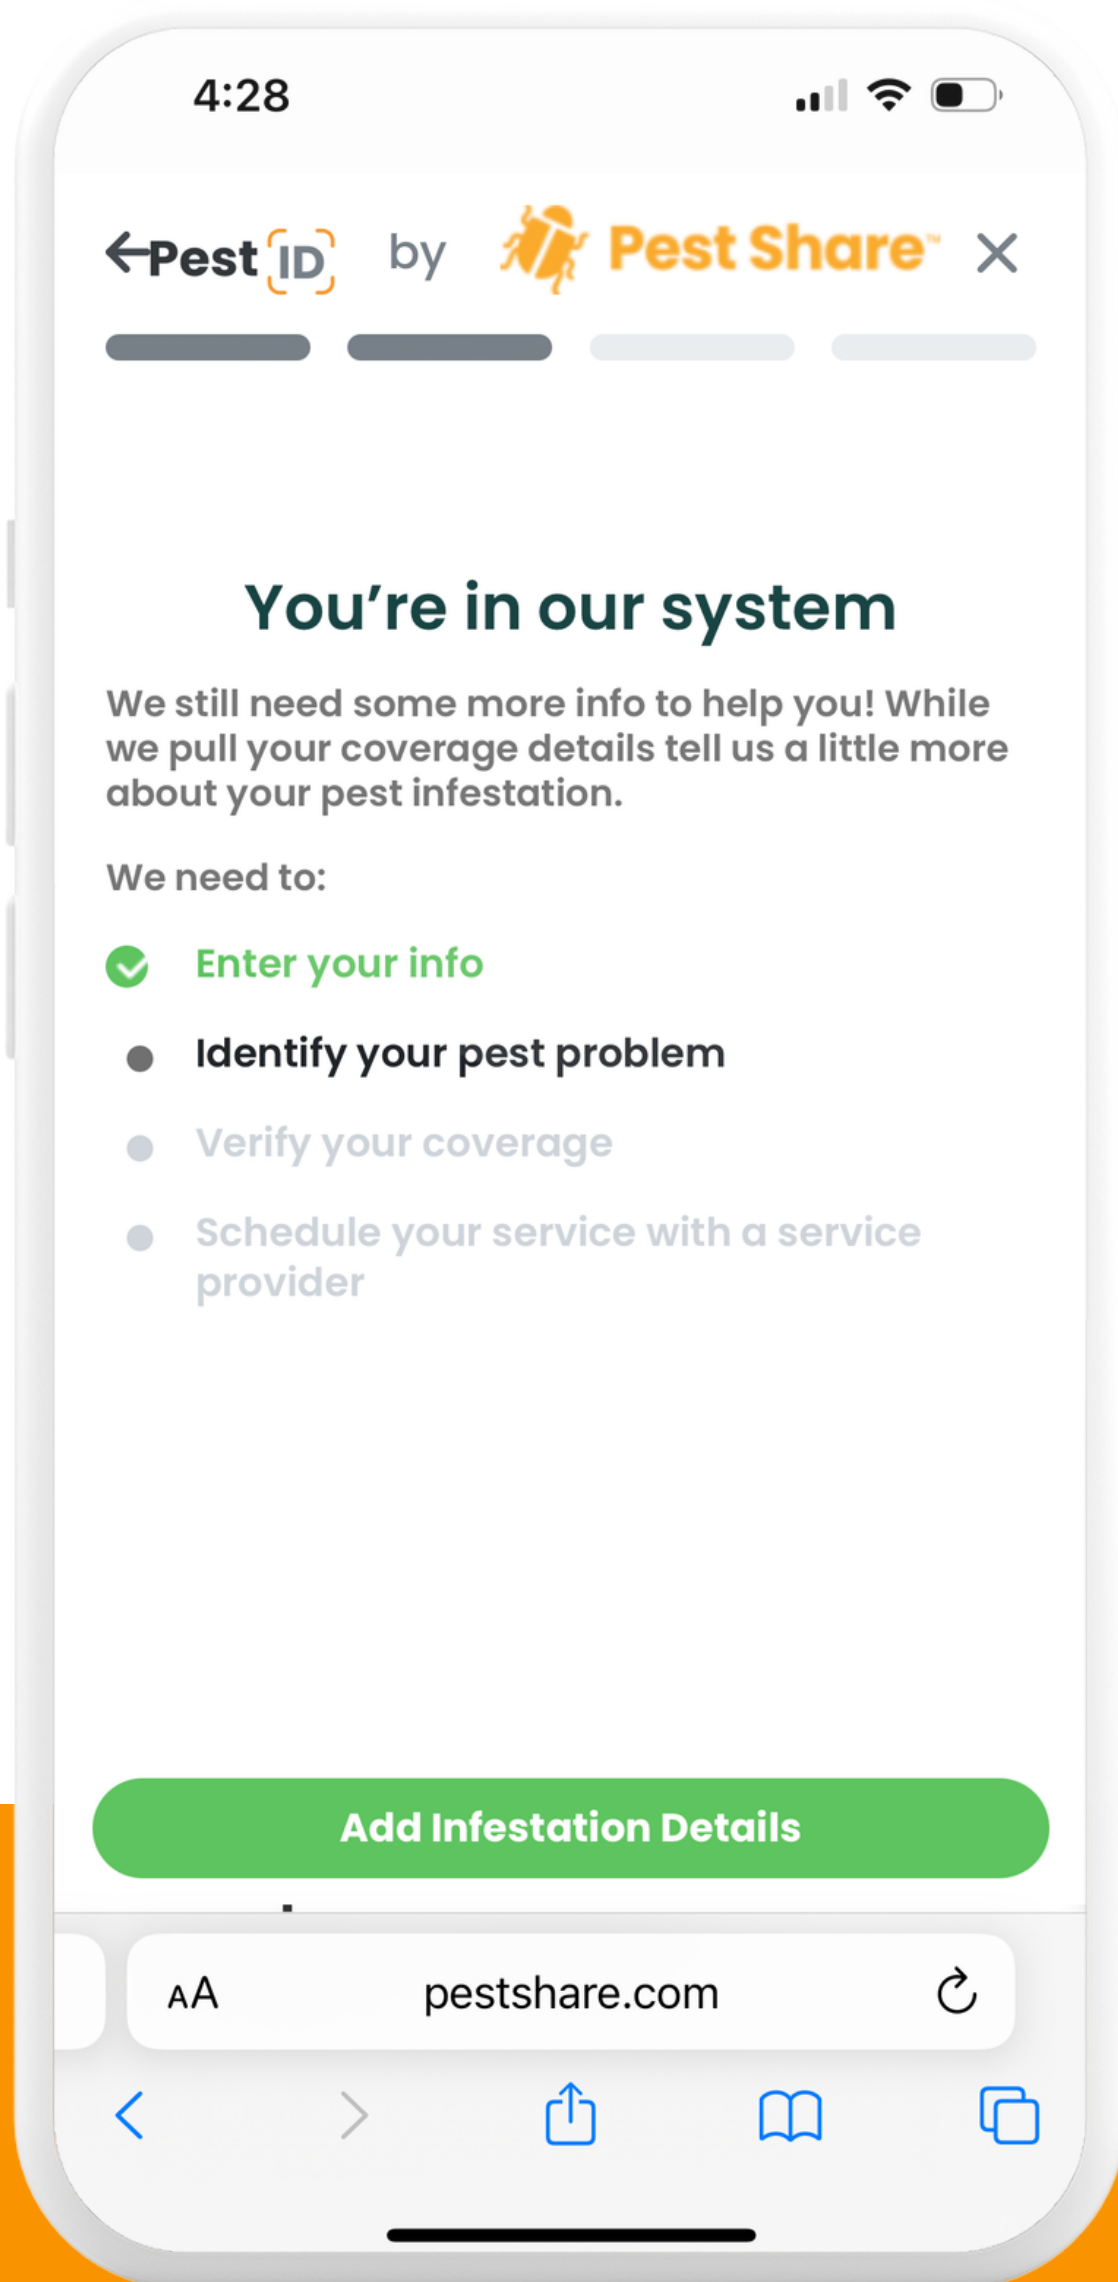 4:28
Pest ID by Pest Share™
You're in our system
We still need some more info to help you! While
we pull your coverage details tell us a little more
about your pest infestation.
We need to:
Enter your info
Identify your pest problem
Verify your coverage
Schedule your service with a service
provider
Add Infestation Details
AA pestshare.com